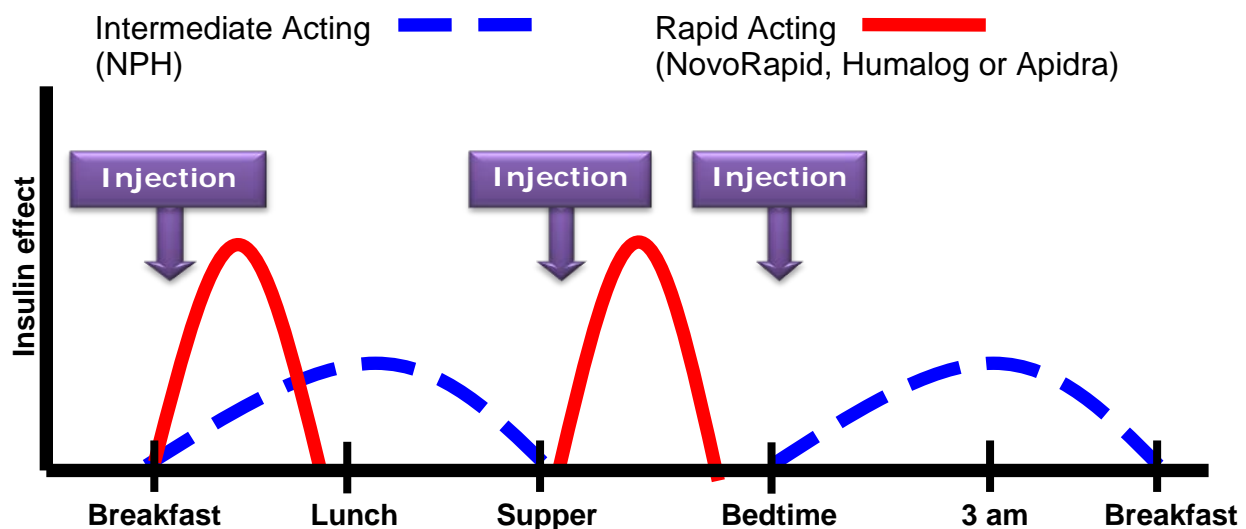 Intermediate Acting
(NPH)
Rapid Acting
(NovoRapid, Humalog or Apidra)
Injection
Injection
Injection
Insulin effect
Breakfast
Lunch
Supper
Bedtime
3 am
Breakfast